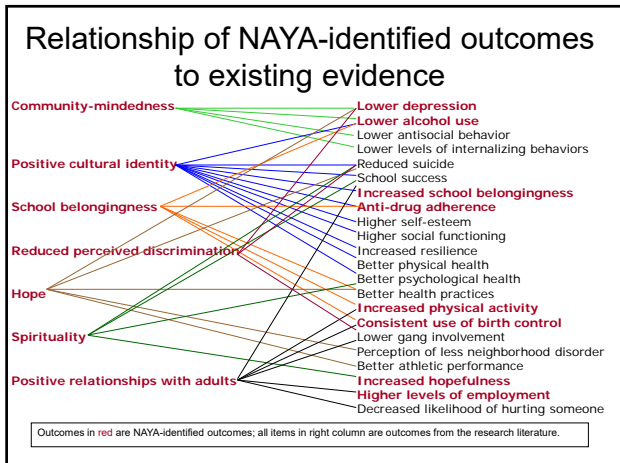 Relationship of NAYA-identified outcomes
to existing evidence
Community-mindedness
Positive cultural identity
School belongingness
Reduced perceived discrimination
Hope
Spirituality
Positive relationships with adults
Lower depression
Lower alcohol use
Lower antisocial behavior
Lower levels of internalizing behaviors
Reduced suicide
School success
Increased school belongingness
Anti-drug adherence
Higher self-esteem
Higher social functioning
Increased resilience
Better physical health
Better psychological health
Better health practices
Increased physical activity
Consistent use of birth control
Lower gang involvement
Perception of less neighborhood disorder
Better athletic performance
Increased hopefulness
Higher levels of employment
Decreased likelihood of hurting someone
Outcomes in red are NAYA-identified outcomes; all items in right column are outcomes from the research literature.